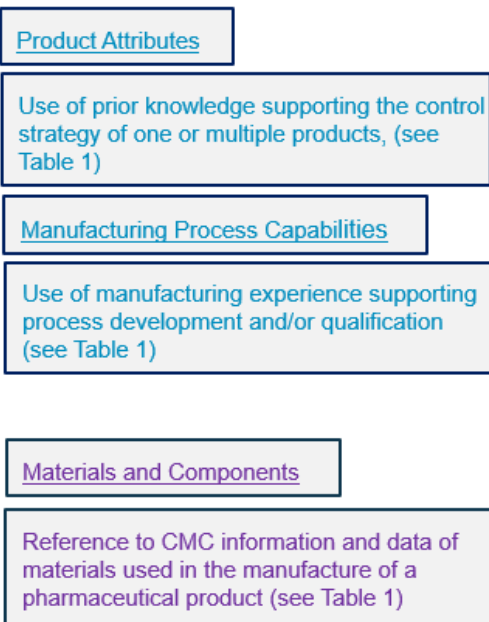 Product Attributes
Use of prior knowledge supporting the control
strategy of one or multiple products, (see
Table 1)
Manufacturing Process Capabilities
Use of manufacturing experience supporting
process development and/or qualification
(see Table 1)
Materials and Components
Reference to CMC information and data of
materials used in the manufacture of a
pharmaceutical product (see Table 1)